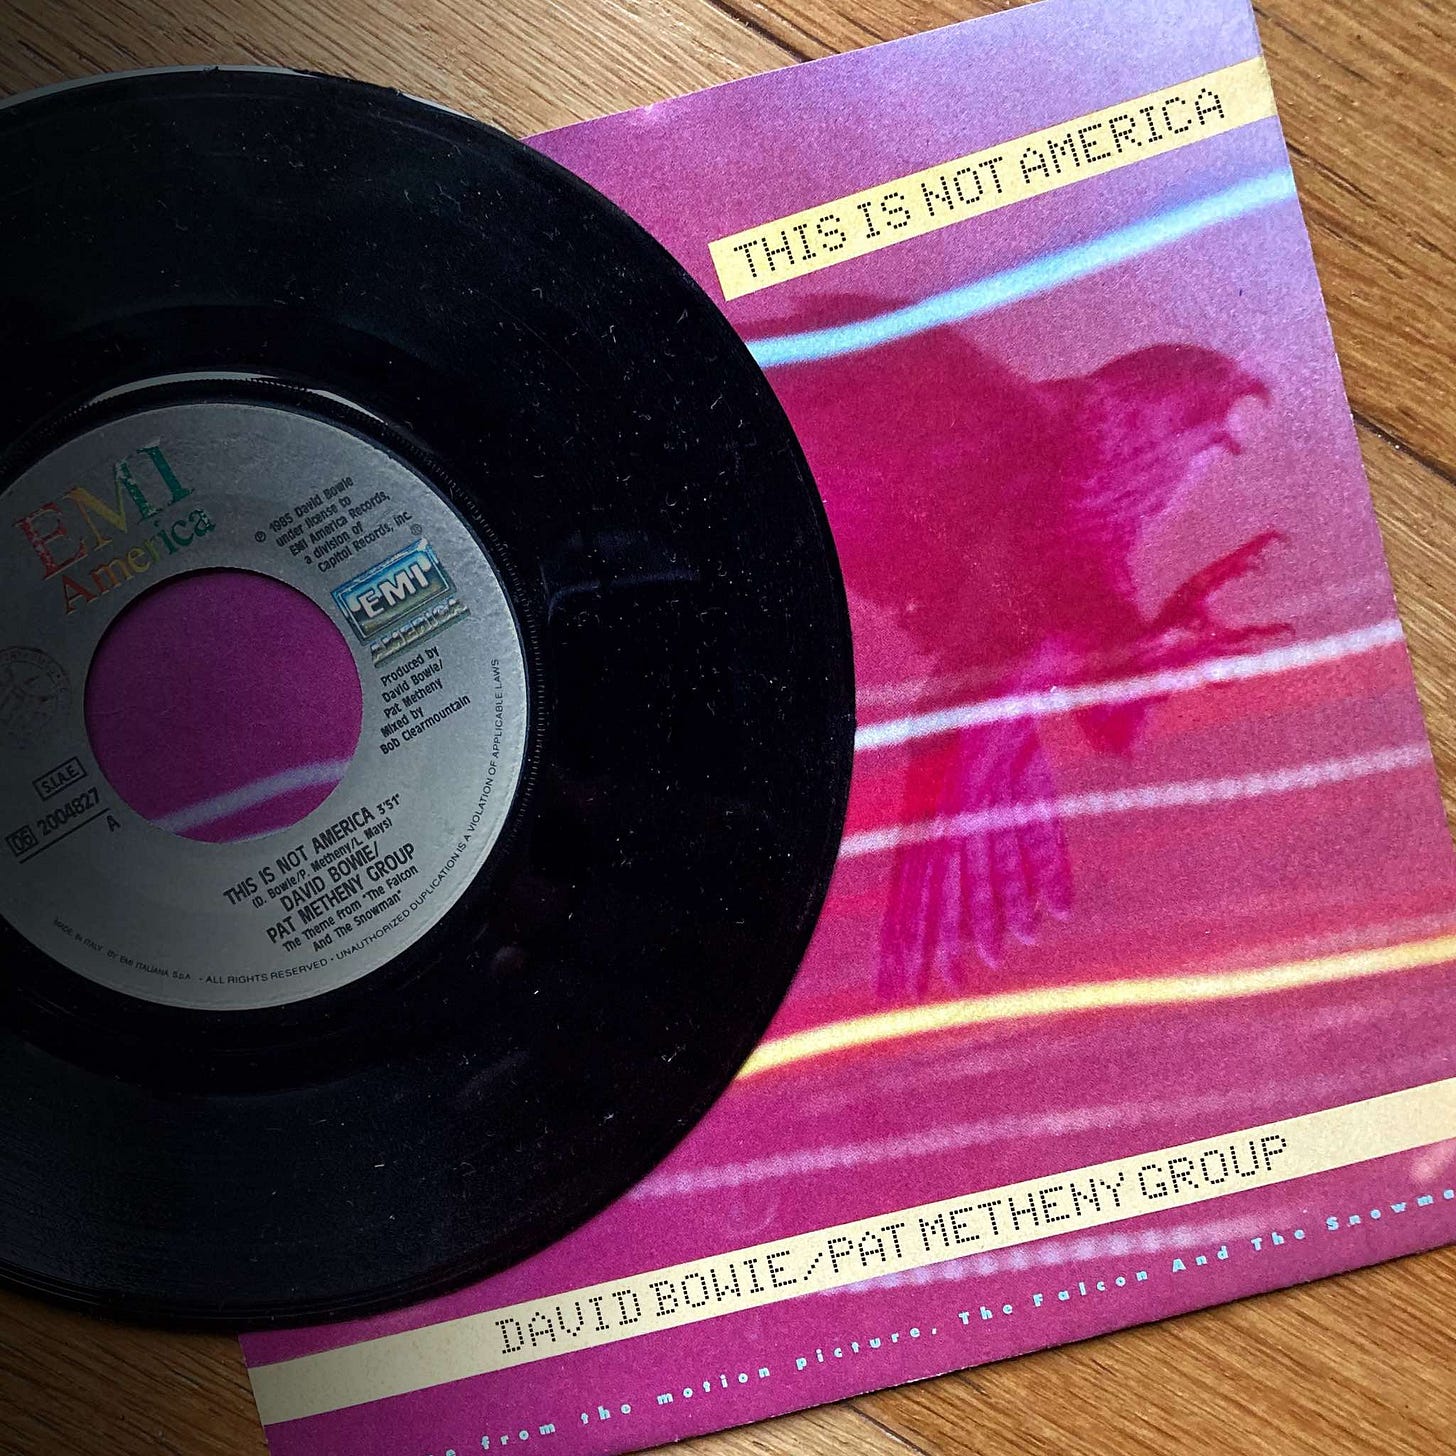 THIS IS NOT AMERICA
EMI
America
℗ 1985 David Bowie
under license to
EMI America Records,
a division of
Capitol Records, Inc.
EMI
AMERICA
®
Produced by
David Bowie/
Pat Metheny
Mixed by
Bob Clearmountain
S.I.A.E.
06 2004827
A
THIS IS NOT AMERICA 3'51"
(D. Bowie/P. Metheny/L. Mays)
DAVID BOWIE/
PAT METHENY GROUP
The Theme from "The Falcon
And The Snowman"
MADE IN ITALY BY EMI ITALIANA S.p.A. - ALL RIGHTS RESERVED - UNAUTHORIZED DUPLICATION IS A VIOLATION OF APPLICABLE LAWS
DAVID BOWIE/PAT METHENY GROUP
from the motion picture, The Falcon And The Snowma